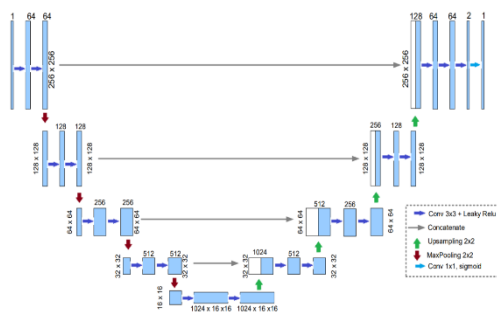 1 64 64
256 x 256
128 64 64 2 1
256 x 256
128 128
128 x 128
256 128
128 x 128
128 x 128
256 256
64 x 64
64 x 64
512 256
64 x 64
64 x 64
512 512
32 x 32
32 x 32
1024 512
32 x 32
32 x 32
16 x 16
1024 x 16 x16 1024 x 16 x16
Conv 3x3 + Leaky Relu
Concatenate
Upsampling 2x2
MaxPooling 2x2
Conv 1x1, sigmoid